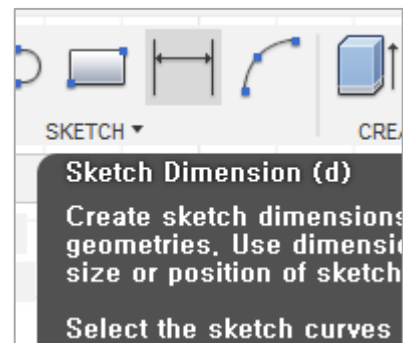 SKETCH ▾
CREA
Sketch Dimension (d)
Create sketch dimensions
geometries. Use dimensio
size or position of sketch
Select the sketch curves